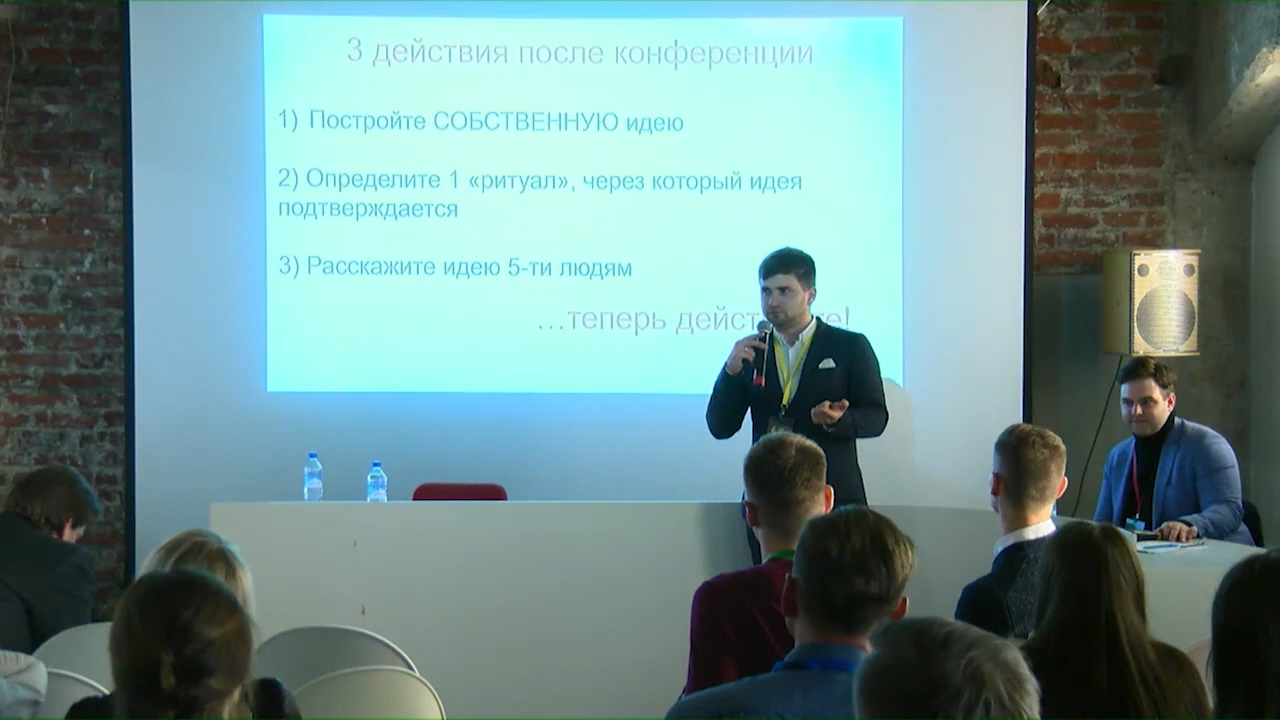 3 действия после конференции
1) Постройте СОБСТВЕННУЮ идею
2) Определите 1 «ритуал», через который идея
подтверждается
3) Расскажите идею 5-ти людям
…теперь